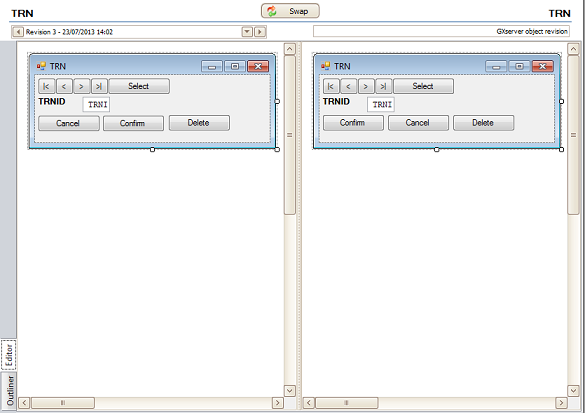 TRN
Swap
TRN
Revision 3 - 23/07/2013 14:02
GXserver object revision
TRN
|< < > >| Select
TRNID TRNI
Cancel Confirm Delete
TRN
|< < > >| Select
TRNID TRNI
Confirm Cancel Delete
Editor
Outliner